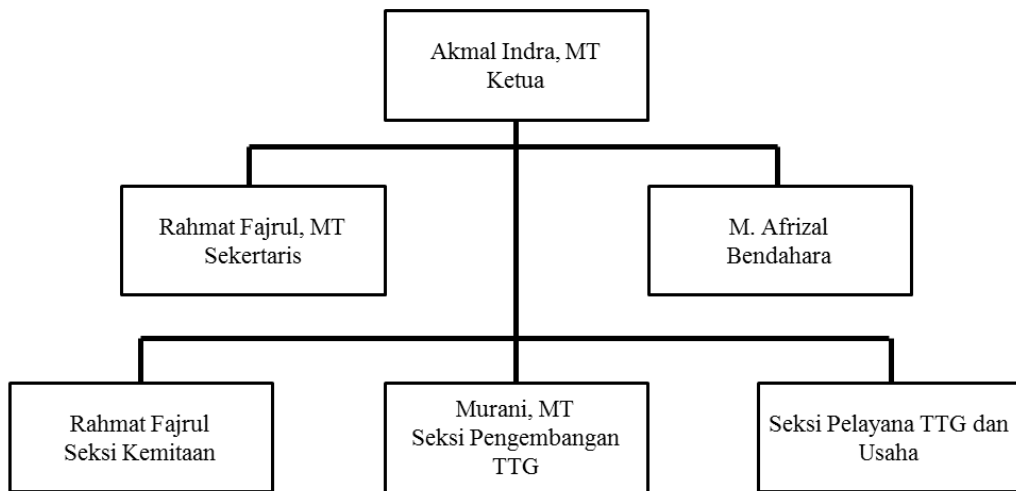 Akmal Indra, MT
Ketua
Rahmat Fajrul, MT
Sekertaris
M. Afrizal
Bendahara
Rahmat Fajrul
Seksi Kemitaan
Murani, MT
Seksi Pengembangan
TTG
Seksi Pelayana TTG dan
Usaha